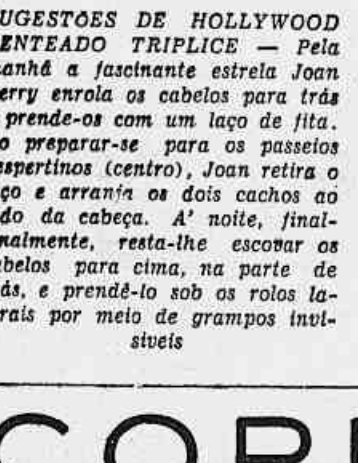 UGESTÕES DE HOLLYWOOD
ENTEADO TRIPLICE — Pela
anhã a fascinante estrela Joan
erry enrola os cabelos para trás
prende-os com um laço de fita.
o preparar-se para os passeios
espertinos (centro), Joan retira o
ço e arranja os dois cachos ao
do da cabeça. A' noite, final-
nalmente, resta-lhe escovar os
abelos para cima, na parte de
ás, e prendê-lo sob os rolos la-
rais por meio de grampos invi-
siveis
COR